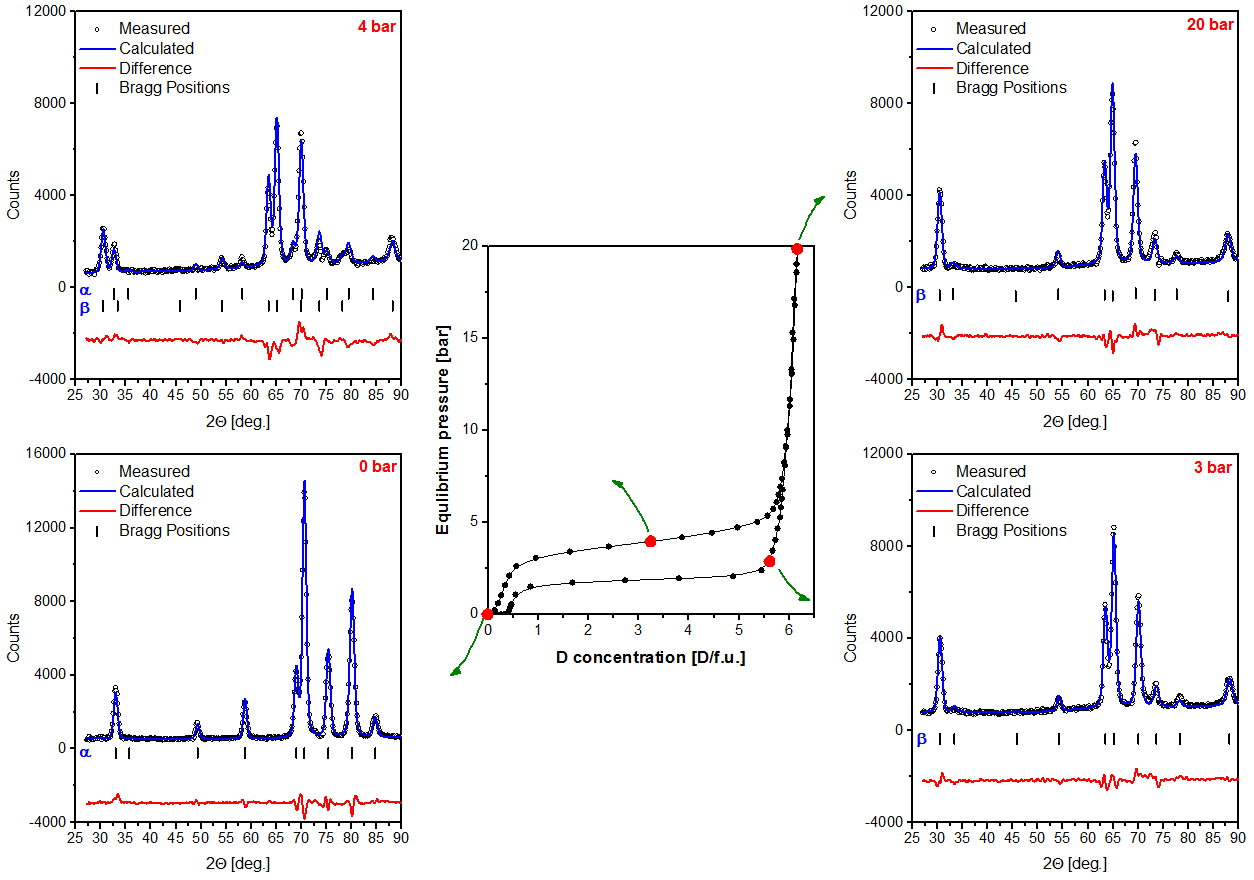 12000
8000
4000
0
-4000
Counts
Measured
Calculated
Difference
Bragg Positions
4 bar
α
β
25 30 35 40 45 50 55 60 65 70 75 80 85 90
2Θ [deg.]
12000
8000
4000
0
-4000
Counts
Measured
Calculated
Difference
Bragg Positions
20 bar
β
25 30 35 40 45 50 55 60 65 70 75 80 85 90
2Θ [deg.]
20
15
10
5
0
Equlibrium pressure [bar]
0 1 2 3 4 5 6
D concentration [D/f.u.]
16000
12000
8000
4000
0
-4000
Counts
Measured
Calculated
Difference
Bragg Positions
0 bar
α
25 30 35 40 45 50 55 60 65 70 75 80 85 90
2Θ [deg.]
12000
8000
4000
0
-4000
Counts
Measured
Calculated
Difference
Bragg Positions
3 bar
β
25 30 35 40 45 50 55 60 65 70 75 80 85 90
2Θ [deg.]